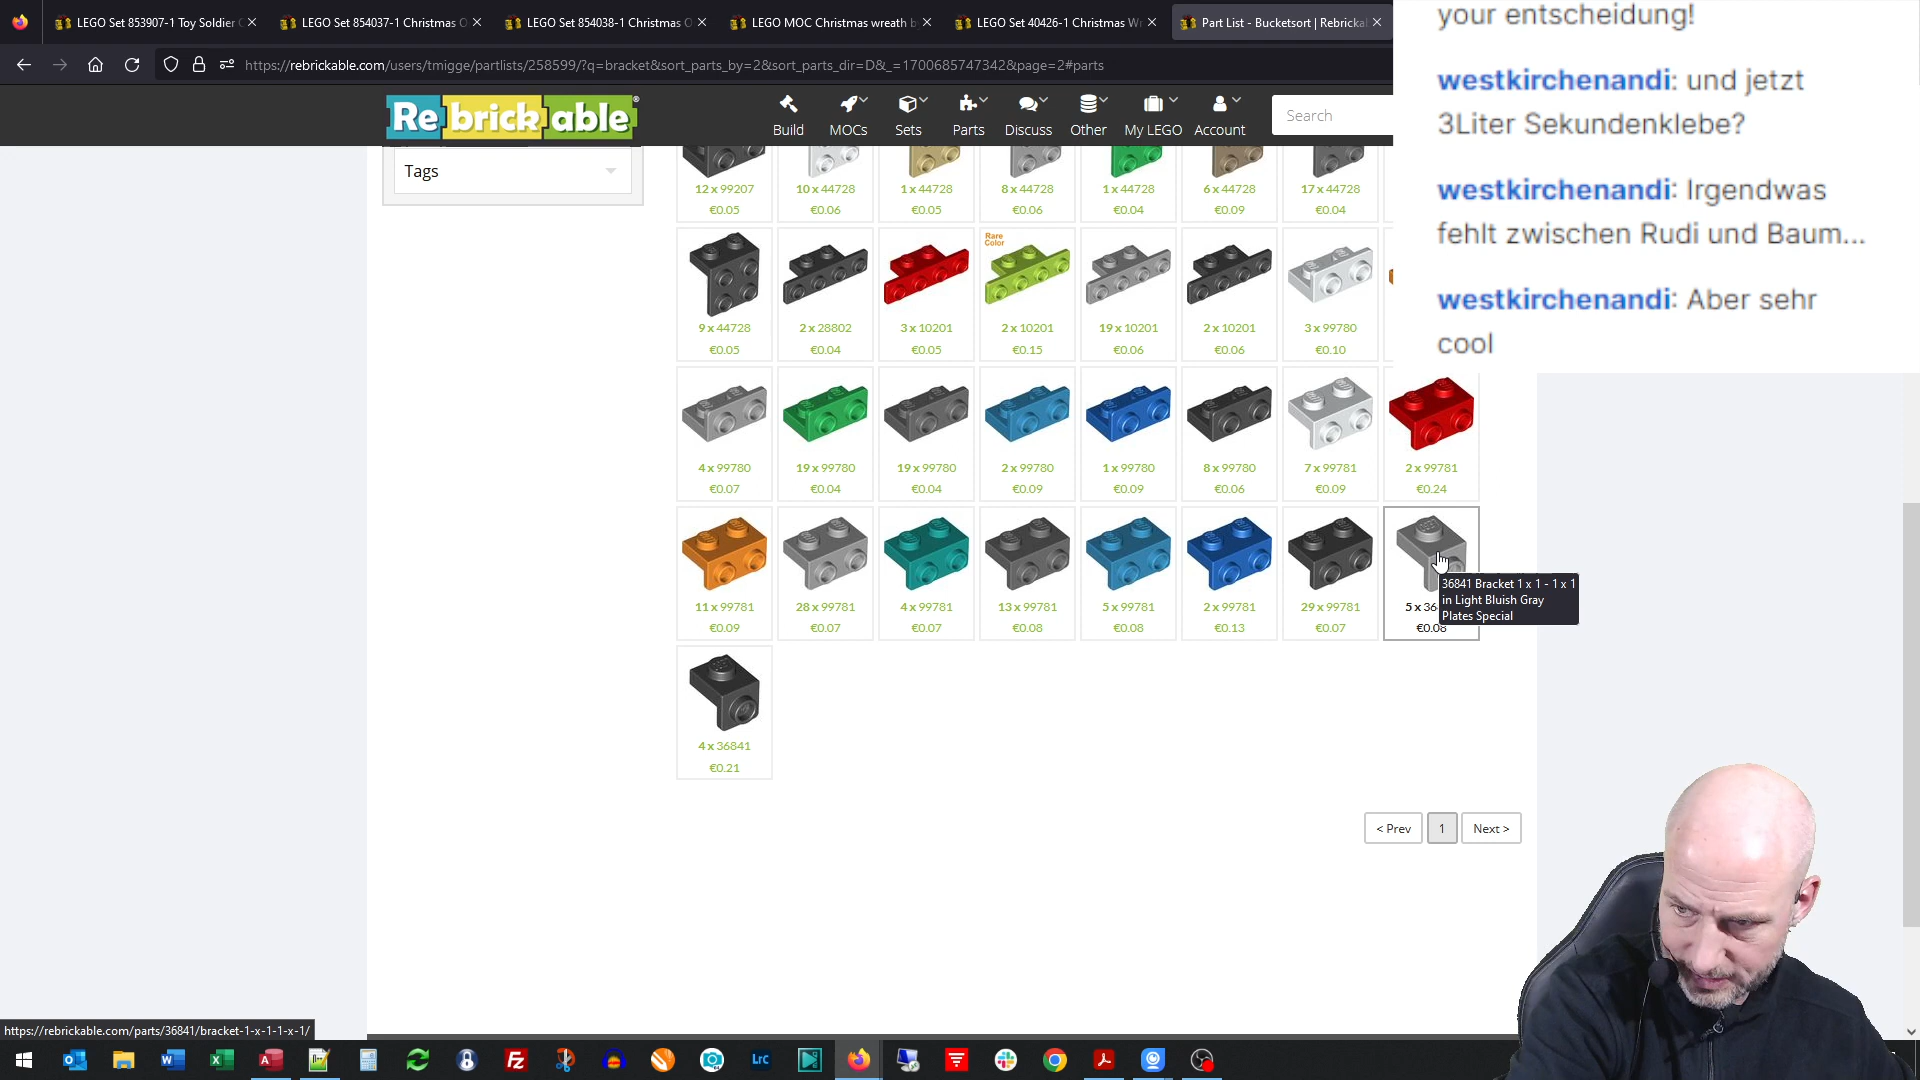 LEGO Set 853907-1 Toy Soldier
LEGO Set 854037-1 Christmas O
LEGO Set 854038-1 Christmas O
LEGO MOC Christmas wreath b
LEGO Set 40426-1 Christmas W
Part List - Bucketsort | Rebricka
https://rebrickable.com/users/tmigge/partlists/258599/?q=bracket&sort_parts_by=2&sort_parts_dir=D&_=1700685747342&page=2#parts
Rebrickable®
Build
MOCs
Sets
Parts
Discuss
Other
My LEGO
Account
Search
your entscheidung!
westkirchenandi: und jetzt
3Liter Sekundenklebe?
westkirchenandi: Irgendwas
fehlt zwischen Rudi und Baum...
westkirchenandi: Aber sehr
cool
Tags
12 x 99207 10 x 44728 1 x 44728 8 x 44728 1 x 44728 6 x 44728 17 x 44728
€0.05 €0.06 €0.05 €0.06 €0.04 €0.09 €0.04
Rare
Color
9 x 44728 2 x 28802 3 x 10201 2 x 10201 19 x 10201 2 x 10201 3 x 99780
€0.05 €0.04 €0.05 €0.15 €0.06 €0.06 €0.10
4 x 99780 19 x 99780 19 x 99780 2 x 99780 1 x 99780 8 x 99780 7 x 99781 2 x 99781
€0.07 €0.04 €0.04 €0.09 €0.09 €0.06 €0.09 €0.24
11 x 99781 28 x 99781 4 x 99781 13 x 99781 5 x 99781 2 x 99781 29 x 99781 5 x 36
€0.09 €0.07 €0.07 €0.08 €0.08 €0.13 €0.07 €0.08
36841 Bracket 1 x 1 - 1 x 1
in Light Bluish Gray
Plates Special
4 x 36841
€0.21
< Prev
1
Next >
https://rebrickable.com/parts/36841/bracket-1-x-1-1-x-1/
Lrc